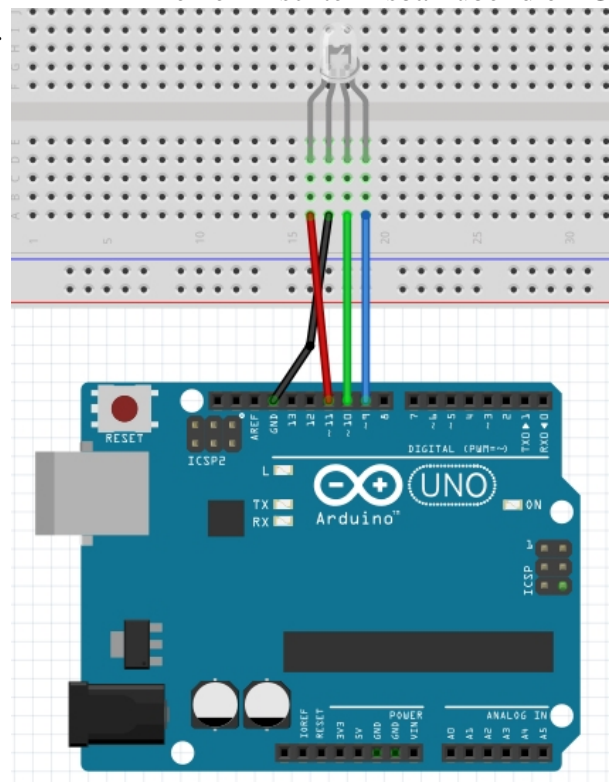 J
I
H
G
F
E
D
C
B
A
1 5 10 15 20 25 30
RESET
ICSP2
AREF
GND
13
12
~11
~10
~9
8
7
~6
~5
4
~3
2
TX0 ▶ 1
RX0 ◀ 0
DIGITAL (PWM=~)
L
TX
RX
UNO
Arduino™
ON
1
ICSP
IOREF
RESET
3V3
5V
GND
GND
VIN
POWER
ANALOG IN
A0
A1
A2
A3
A4
A5